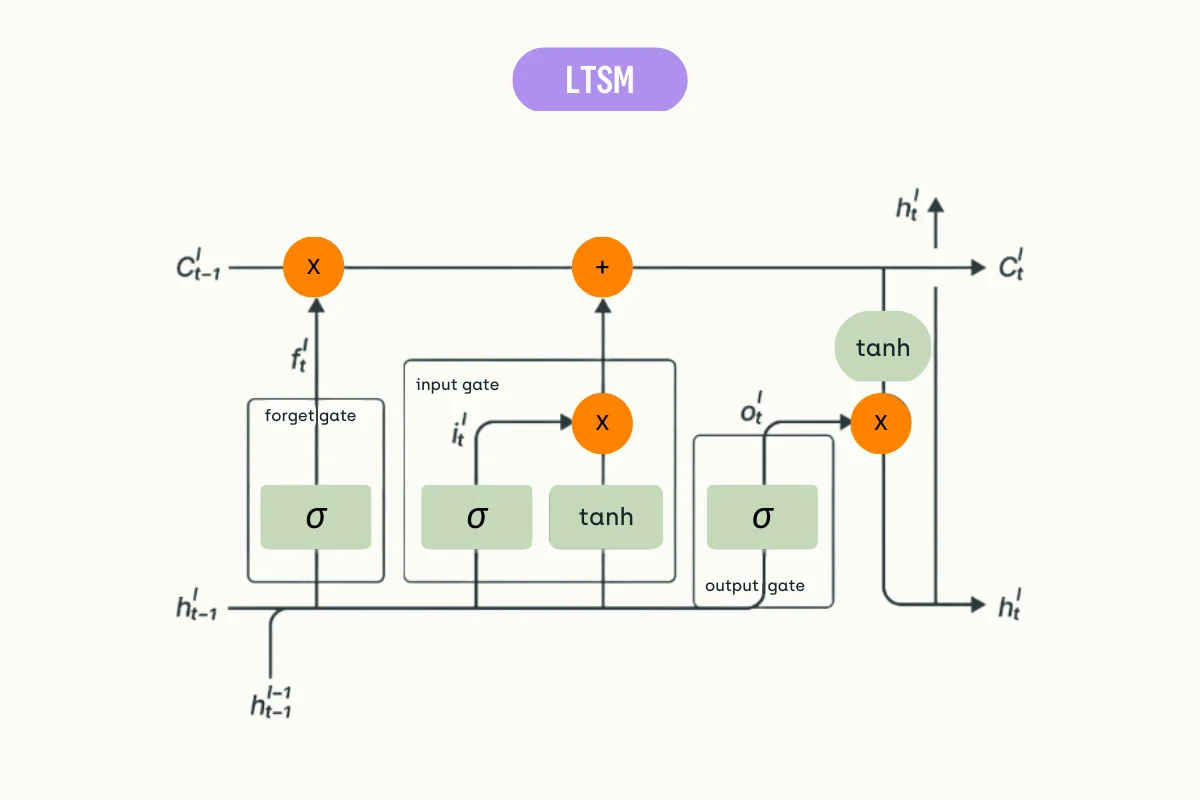 LTSM
h_t^l
C_{t-1}^l
x
+
C_t^l
tanh
f_t^l
input gate
forget gate
i_t^l
x
o_t^l
x
σ
σ
tanh
σ
output gate
h_{t-1}^l
h_t^l
h_{t-1}^{l-1}